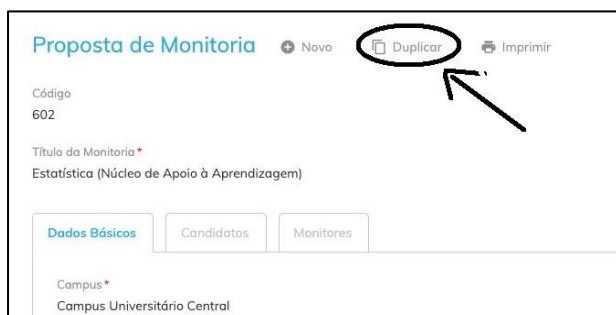 Proposta de Monitoria Novo Duplicar Imprimir
Código
602
Título da Monitoria*
Estatística (Núcleo de Apoio à Aprendizagem)
Dados Básicos Candidatos Monitores
Campus*
Campus Universitário Central